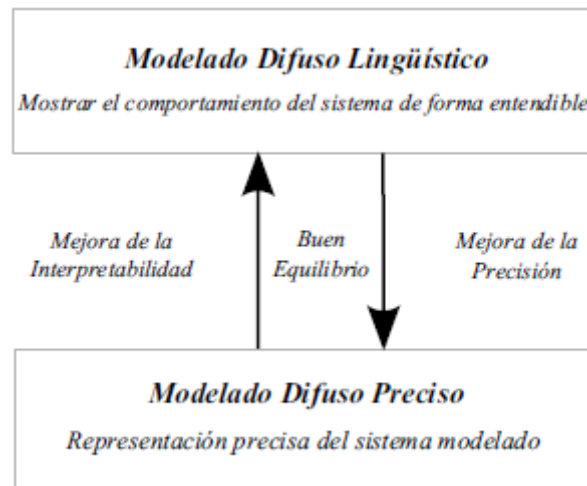 Modelado Difuso Lingüístico
Mostrar el comportamiento del sistema de forma entendible
Mejora de la
Interpretabilidad
Buen
Equilibrio
Mejora de la
Precisión
Modelado Difuso Preciso
Representación precisa del sistema modelado